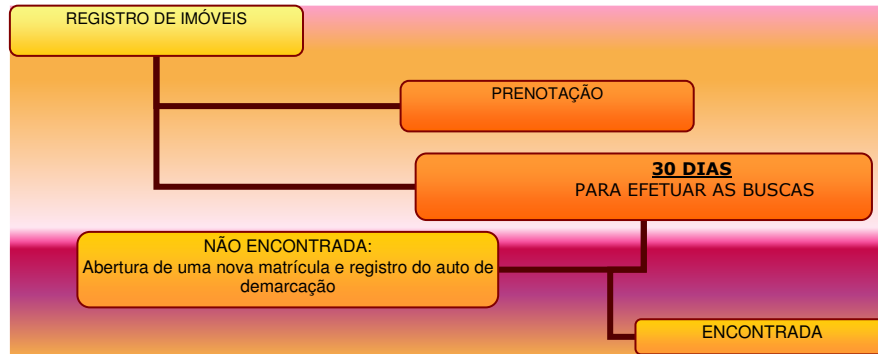 REGISTRO DE IMÓVEIS
PRENOTAÇÃO
30 DIAS
PARA EFETUAR AS BUSCAS
NÃO ENCONTRADA:
Abertura de uma nova matrícula e registro do auto de
demarcação
ENCONTRADA